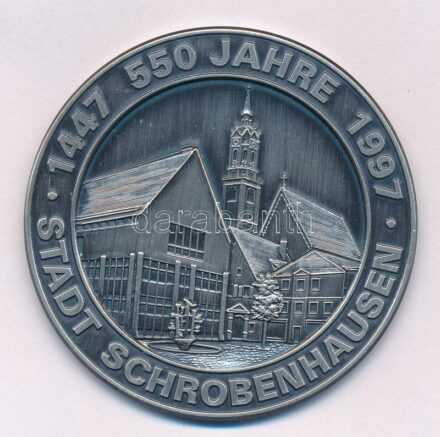 1447 550 JAHRE 1997
· STADT SCHROBENHAUSEN ·
darabanth